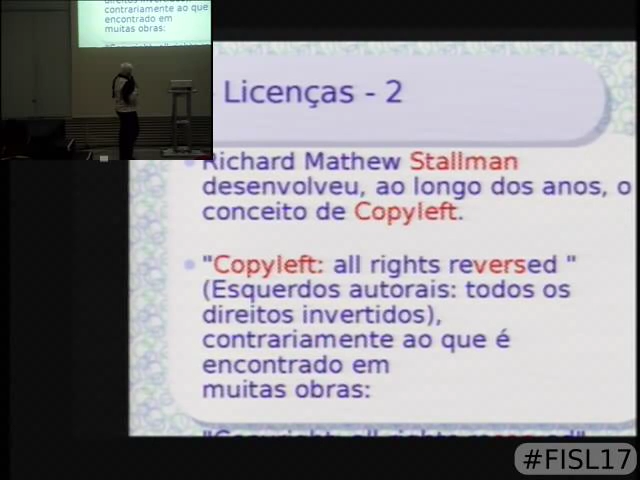 contrariamente ao que
encontrado em
muitas obras:
Licenças - 2
Richard Mathew Stallman
desenvolveu, ao longo dos anos, o
conceito de Copyleft.
"Copyleft: all rights reversed "
(Esquerdos autorais: todos os
direitos invertidos),
contrariamente ao que é
encontrado em
muitas obras:
#FISL17